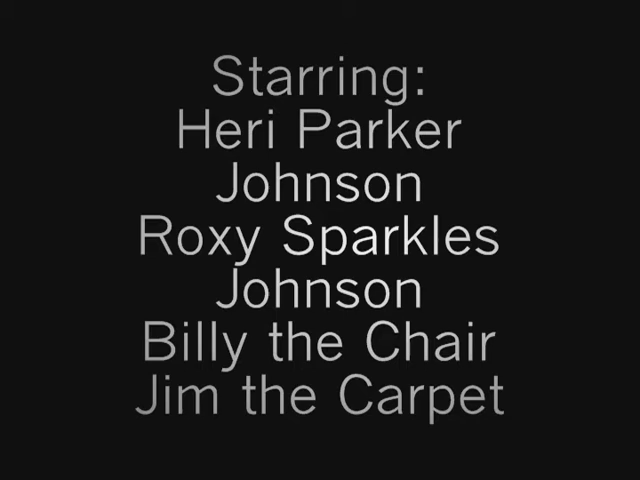 Starring:
Heri Parker
Johnson
Roxy Sparkles
Johnson
Billy the Chair
Jim the Carpet